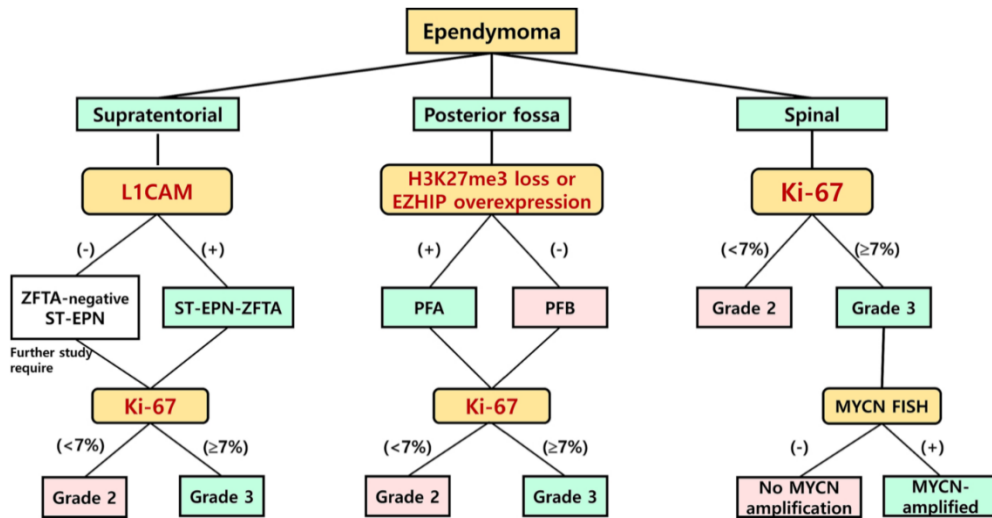 Ependymoma
Supratentorial
Posterior fossa
Spinal
L1CAM
H3K27me3 loss or
EZHIP overexpression
Ki-67
(-)
(+)
(+)
(-)
(<7%)
(≥7%)
ZFTA-negative
ST-EPN
ST-EPN-ZFTA
PFA
PFB
Grade 2
Grade 3
Further study
require
Ki-67
Ki-67
MYCN FISH
(<7%)
(≥7%)
(<7%)
(≥7%)
(-)
(+)
Grade 2
Grade 3
Grade 2
Grade 3
No MYCN
amplification
MYCN-
amplified